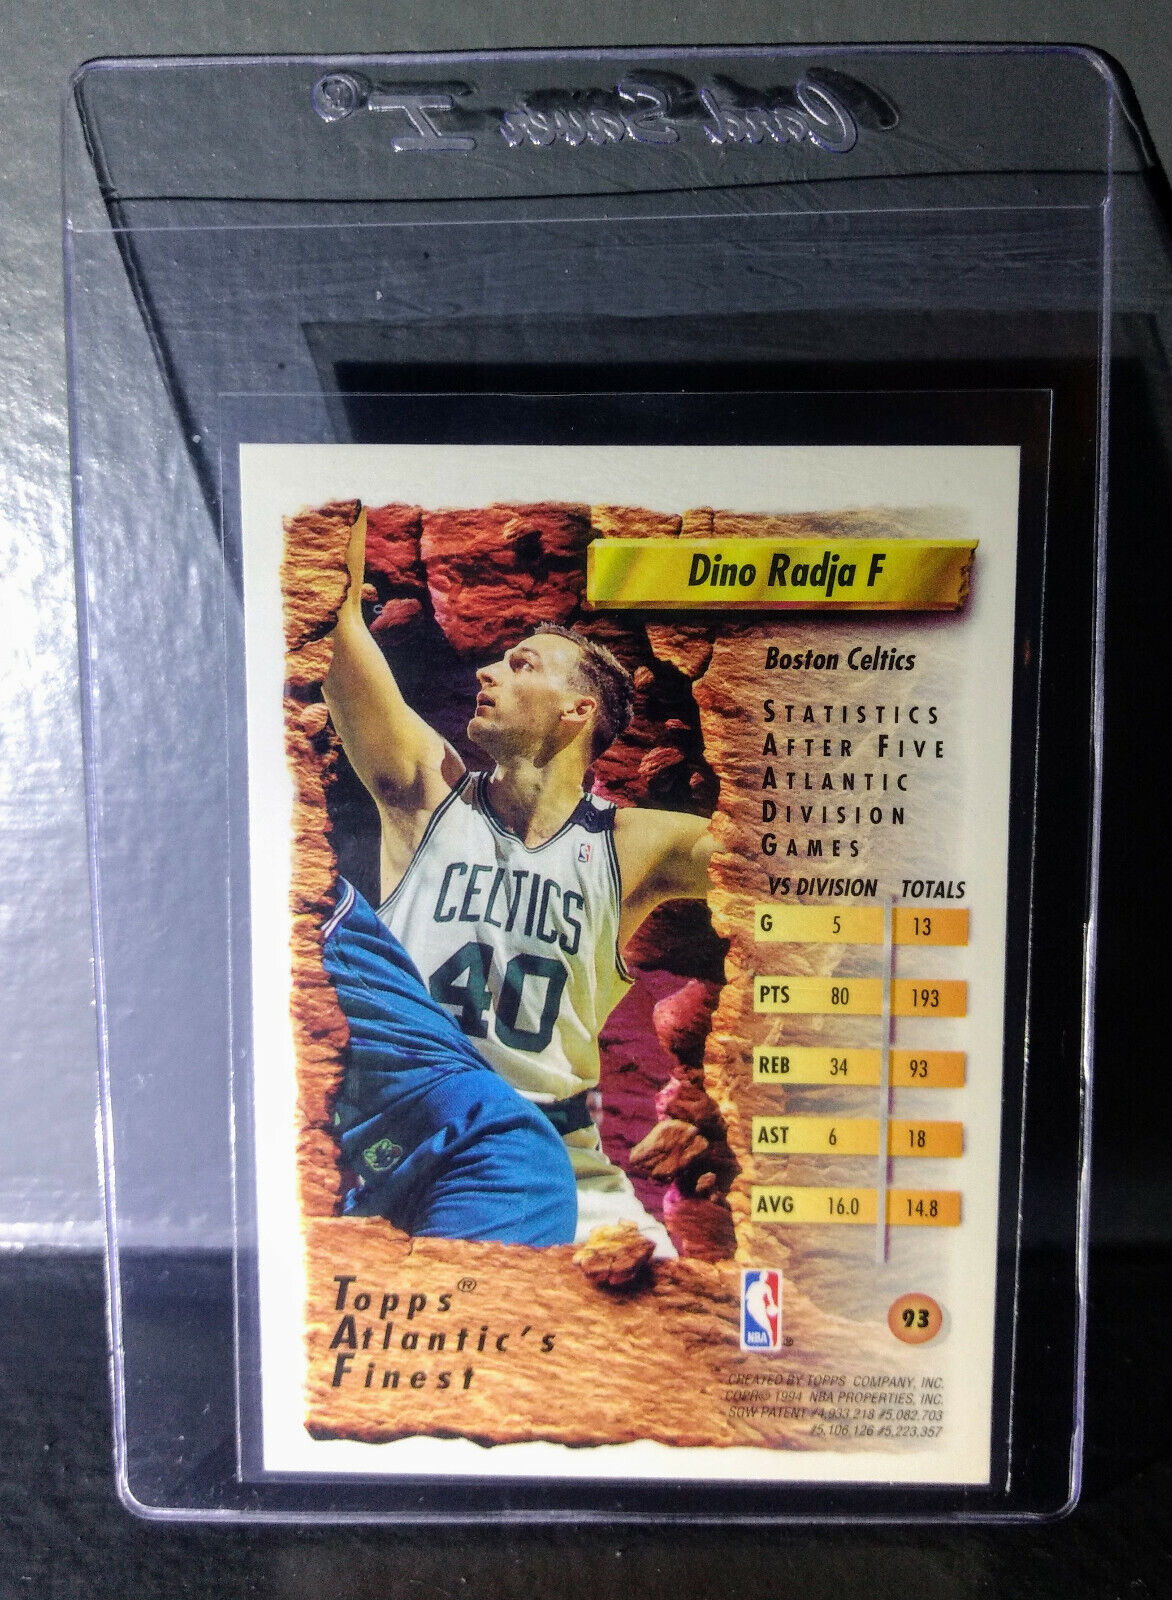 Card Saver I®
Dino Radja F
Boston Celtics
STATISTICS
AFTER FIVE
ATLANTIC
DIVISION
GAMES
VS DIVISION TOTALS
G 5 13
PTS 80 193
REB 34 93
AST 6 18
AVG 16.0 14.8
CELTICS
40
Topps®
Atlantic's
Finest
NBA ®
93
CREATED BY TOPPS COMPANY, INC.
COPR© 1994 NBA PROPERTIES, INC.
SQW PATENT #4,933,218 #5,082,703
#5,106,126 #5,223,357